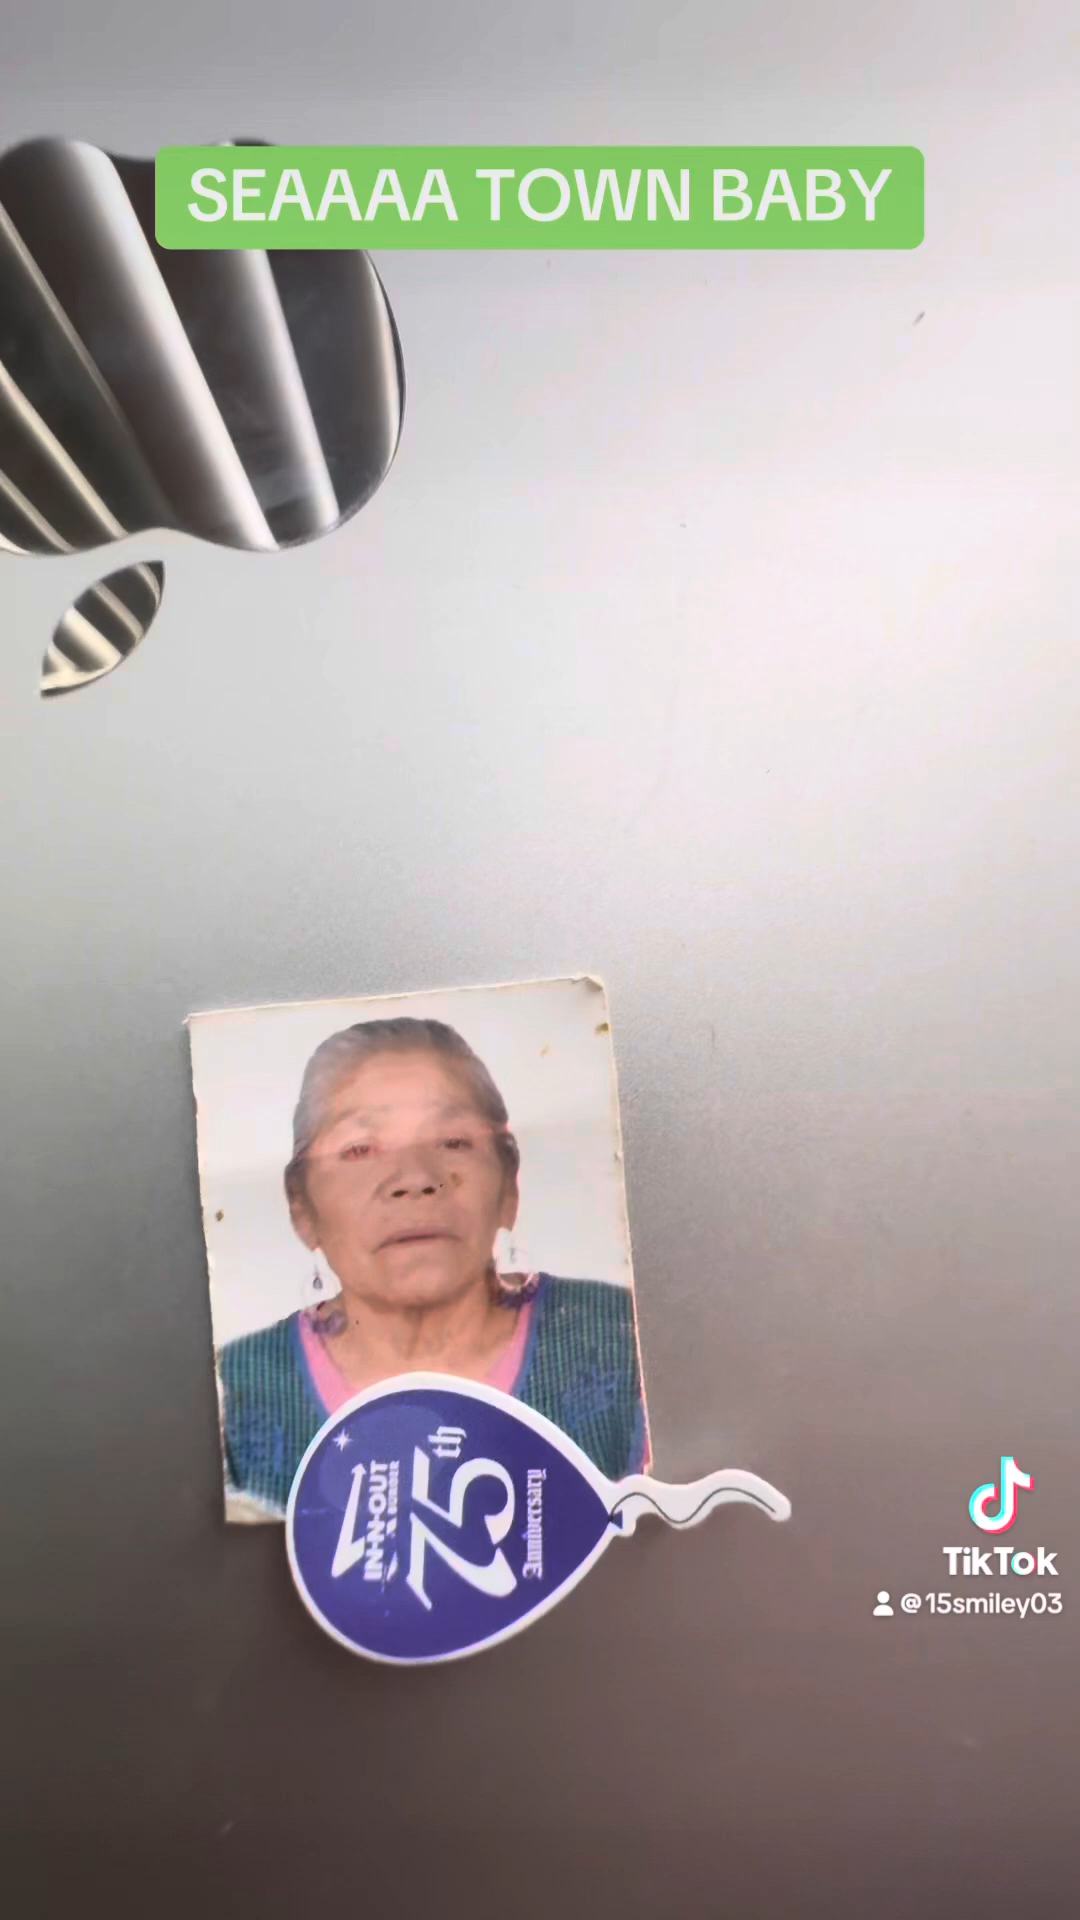 SEAAAA TOWN BABY
IN-N-OUT
BURGER
75th
Anniversary
TikTok
@15smiley03